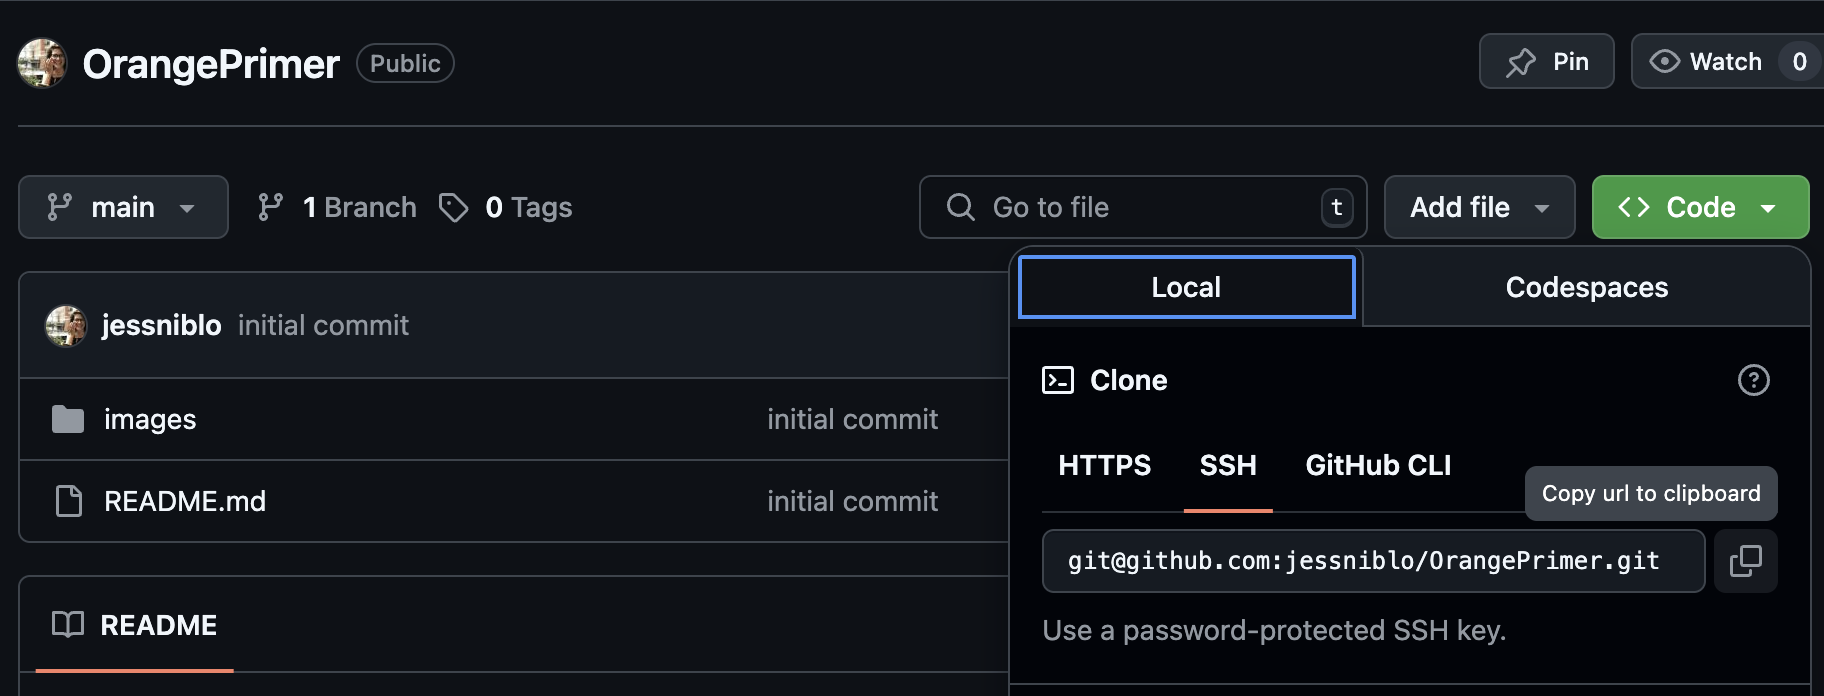 OrangePrimer Public Pin Watch 0
main 1 Branch 0 Tags Go to file t Add file Code
Local Codespaces
jessniblo initial commit
Clone
images initial commit
HTTPS SSH GitHub CLI
Copy url to clipboard
README.md initial commit
git@github.com:jessniblo/OrangePrimer.git
README
Use a password-protected SSH key.